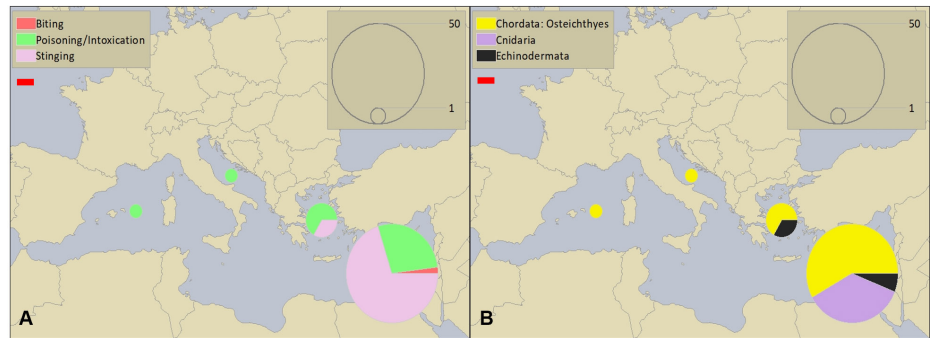 Biting
Poisoning/Intoxication
Stinging
50
1
A
Chordata: Osteichthyes
Cnidaria
Echinodermata
50
1
B